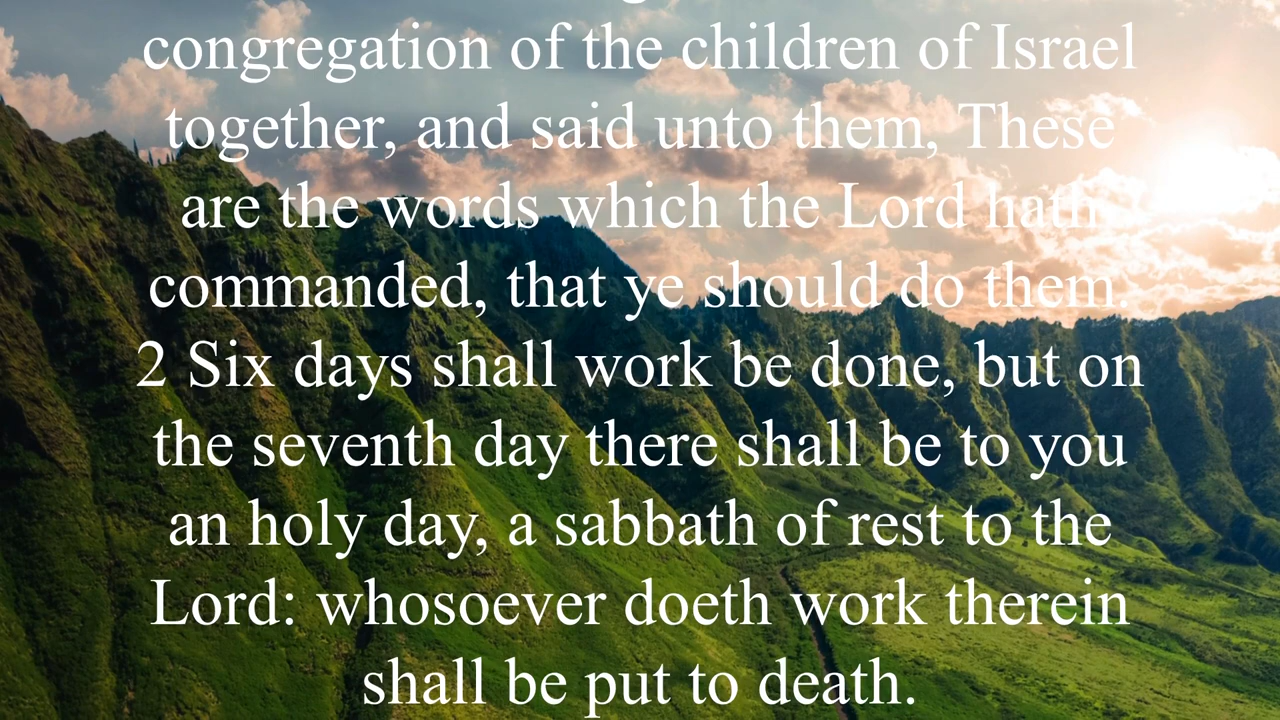 congregation of the children of Israel
together, and said unto them, These
are the words which the Lord hath
commanded, that ye should do them.
2 Six days shall work be done, but on
the seventh day there shall be to you
an holy day, a sabbath of rest to the
Lord: whosoever doeth work therein
shall be put to death.